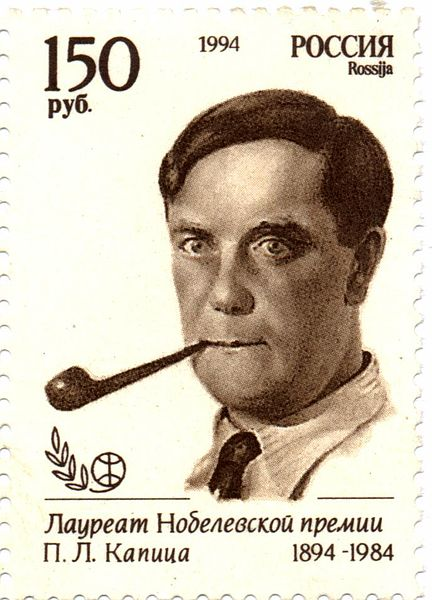 150 1994 РОССИЯ
руб. Rossija
Лауреат Нобелевской премии
П. Л. Капица 1894-1984